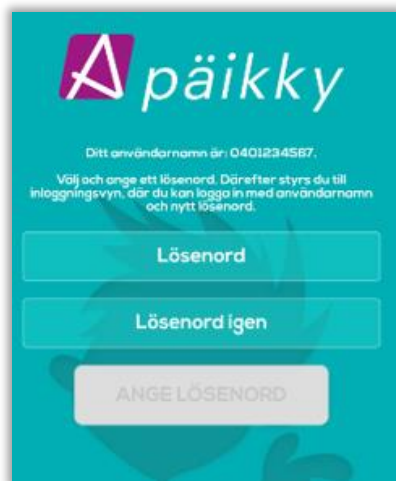 A päikky
Ditt användarnamn är: 0401234567.
Välj och ange ett lösenord. Därefter styrs du till
inloggningsvyn, där du kan logga in med användarnamn
och nytt lösenord.
Lösenord
Lösenord igen
ANGE LÖSENORD